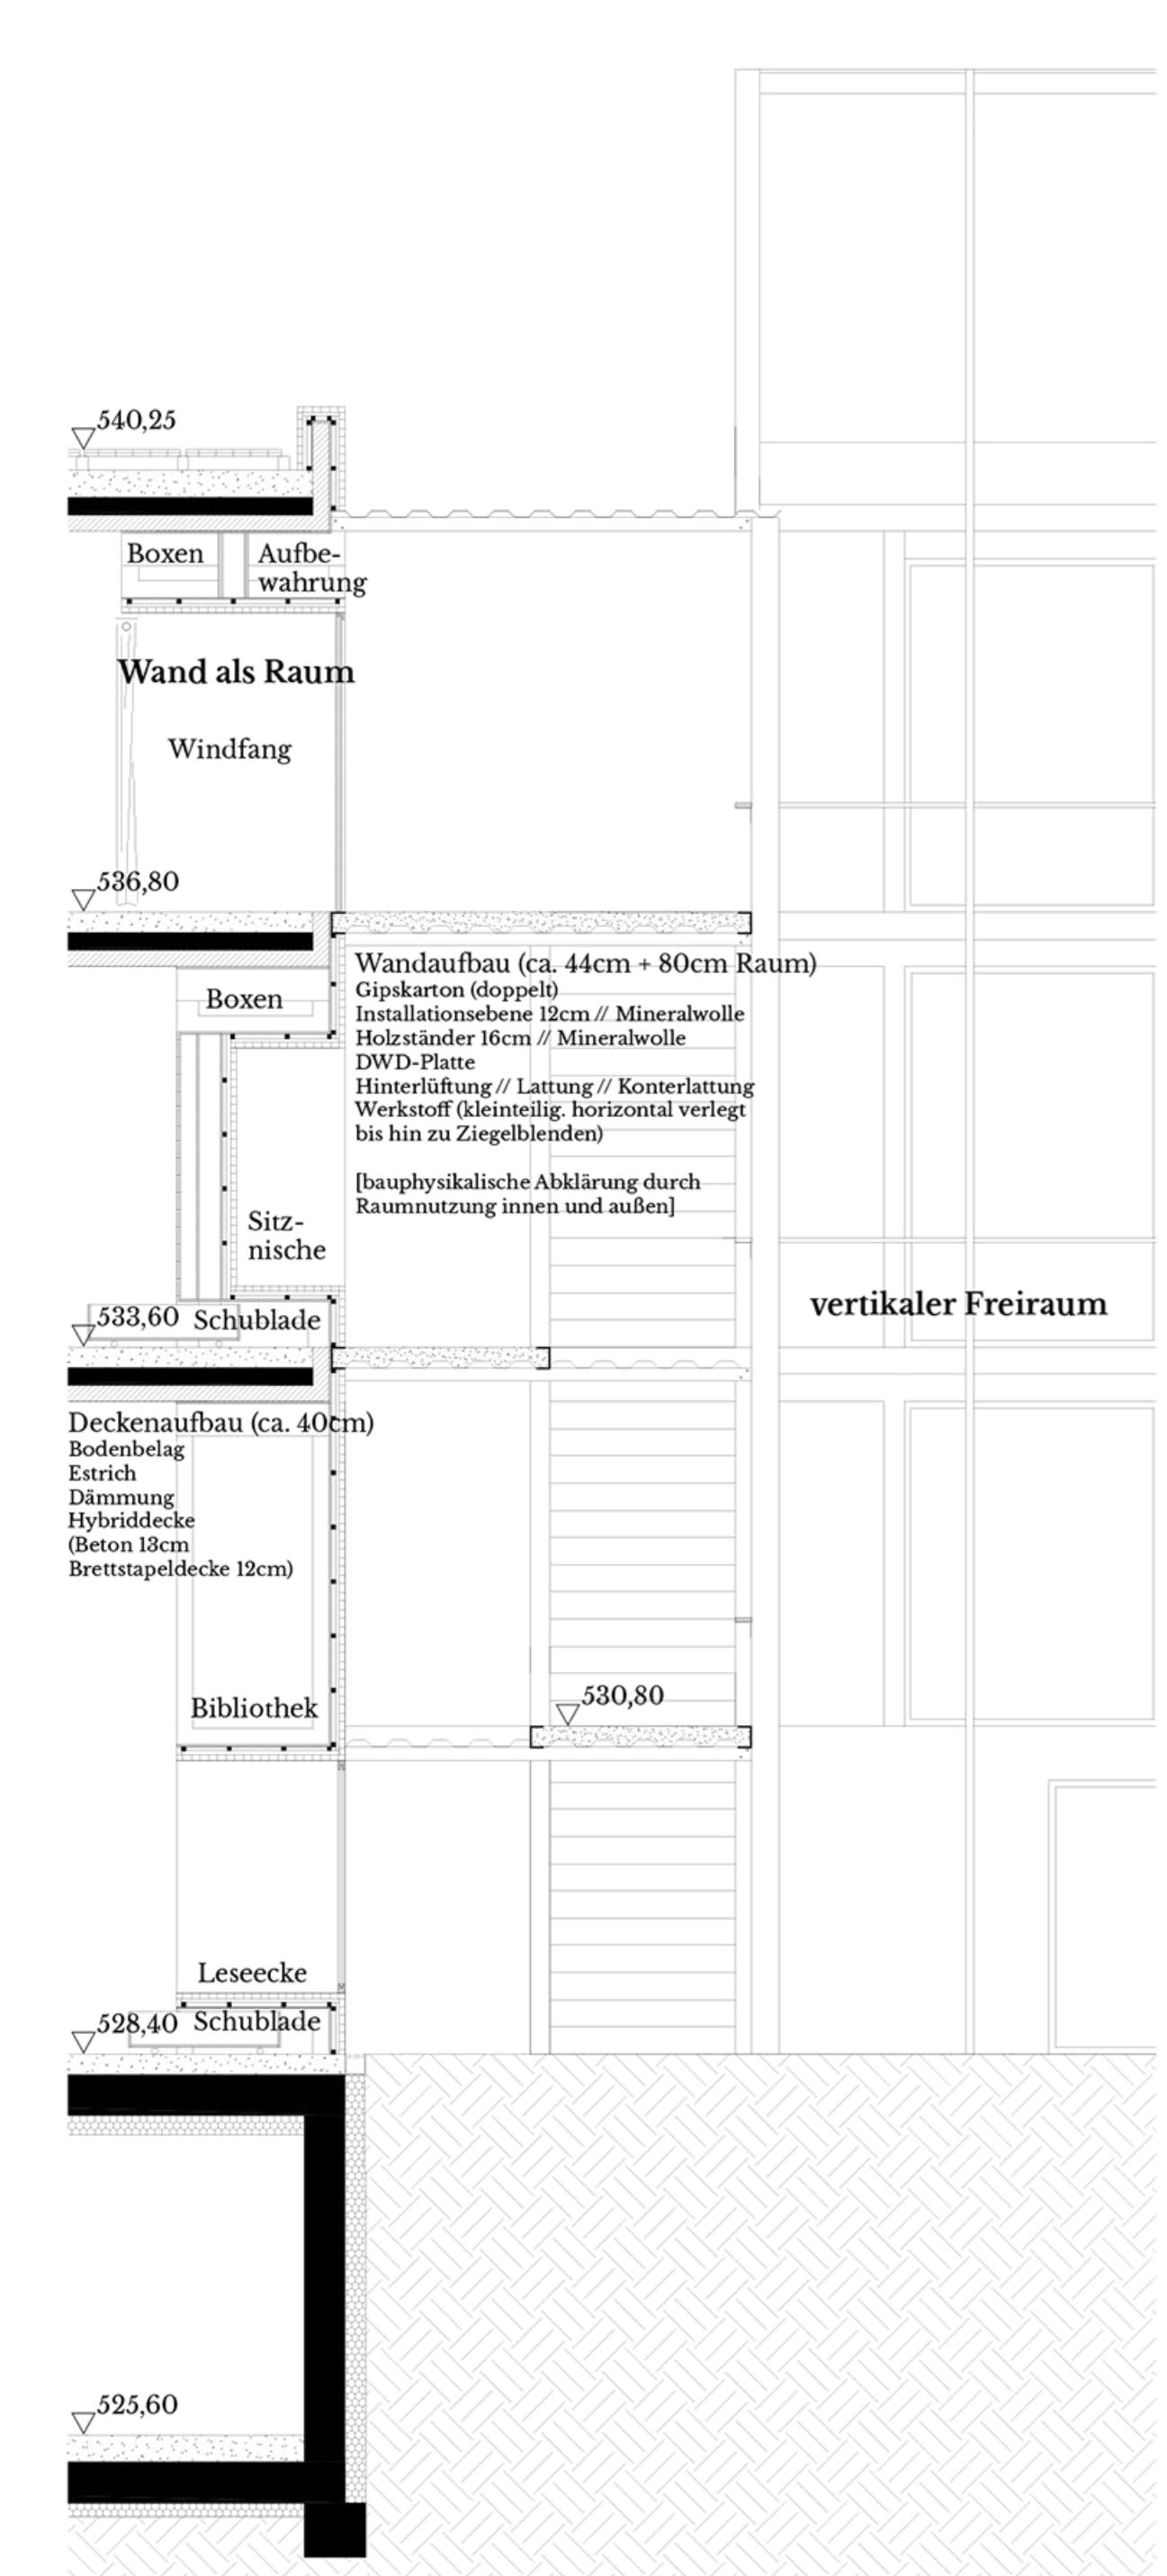 540,25
Boxen
Aufbe-
wahrung
Wand als Raum
Windfang
536,80
Wandaufbau (ca. 44cm + 80cm Raum)
Gipskarton (doppelt)
Installationsebene 12cm // Mineralwolle
Holzständer 16cm // Mineralwolle
DWD-Platte
Hinterlüftung // Lattung // Konterlattung
Werkstoff (kleinteilig. horizontal verlegt
bis hin zu Ziegelblenden)
[bauphysikalische Abklärung durch
Raumnutzung innen und außen]
Boxen
Sitz-
nische
533,60
Schublade
vertikaler Freiraum
Deckenaufbau (ca. 40cm)
Bodenbelag
Estrich
Dämmung
Hybriddecke
(Beton 13cm
Brettstapeldecke 12cm)
Bibliothek
530,80
Leseecke
528,40
Schublade
525,60